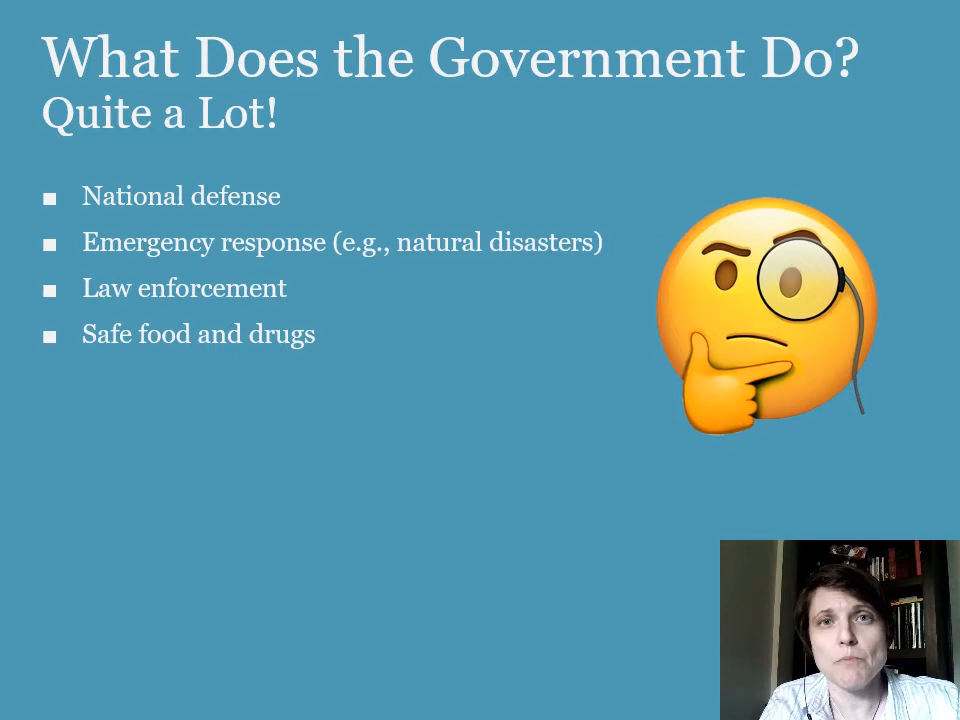 What Does the Government Do?
Quite a Lot!
■ National defense
■ Emergency response (e.g., natural disasters)
■ Law enforcement
■ Safe food and drugs